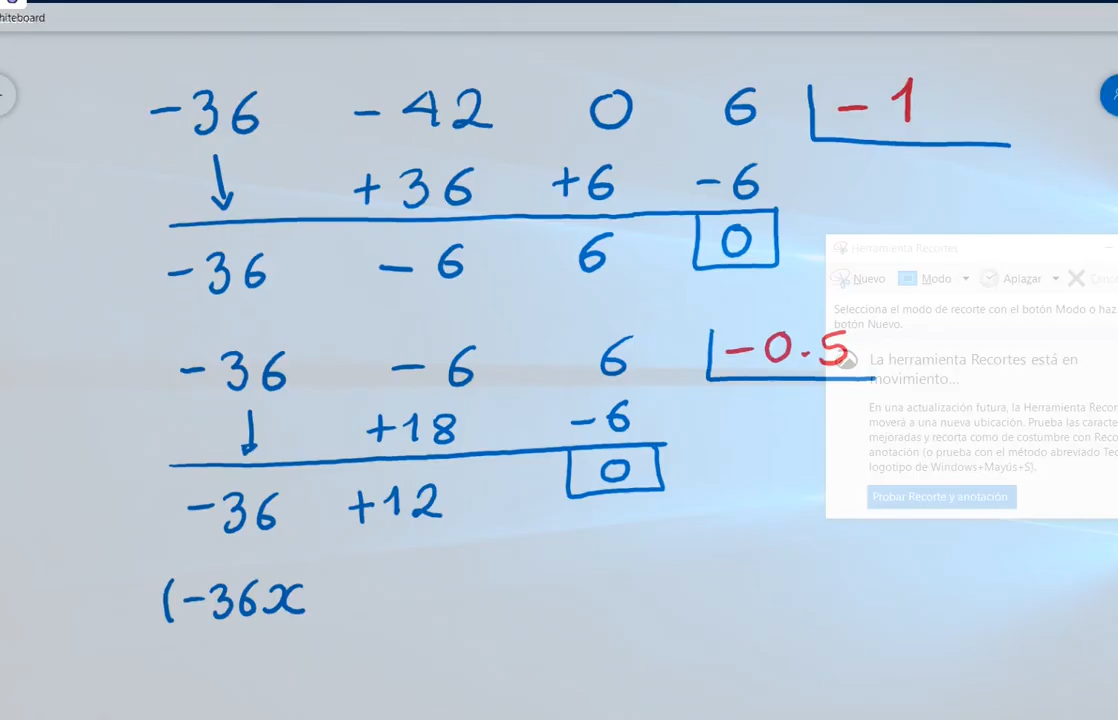 hiteboard
-36 -42 0 6 -1
+36 +6 -6
-36 -6 6 0
-36 -6 6 -0.5
+18 -6
-36 +12 0
(-36x
Herramienta Recortes
Nuevo Modo Aplazar
Selecciona el modo de recorte con el botón Modo o haz
botón Nuevo.
La herramienta Recortes está en
movimiento...
En una actualización futura, la Herramienta Recor
moverá a una nueva ubicación. Prueba las caracte
mejoradas y recorta como de costumbre con Reco
anotación (o prueba con el método abreviado Tec
logotipo de Windows+Mayús+S).
Probar Recorte y anotación